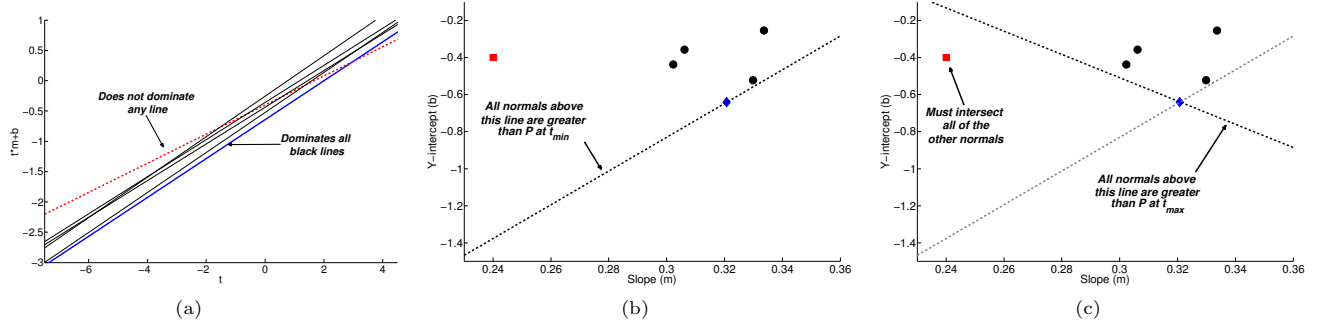 1
0.5
0
−0.5
−1
−1.5
−2
−2.5
−3
t*m+b
−6
−4
−2
0
2
4
t
Does not dominate
any line
Dominates all
black lines
(a)
−0.2
−0.4
−0.6
−0.8
−1
−1.2
−1.4
Y−intercept (b)
0.24
0.26
0.28
0.3
0.32
0.34
0.36
Slope (m)
All normals above
this line are greater
than P at t_min
(b)
−0.2
−0.4
−0.6
−0.8
−1
−1.2
−1.4
Y−intercept (b)
0.24
0.26
0.28
0.3
0.32
0.34
0.36
Slope (m)
Must intersect
all of the
other normals
All normals above
this line are greater
than P at t_max
(c)